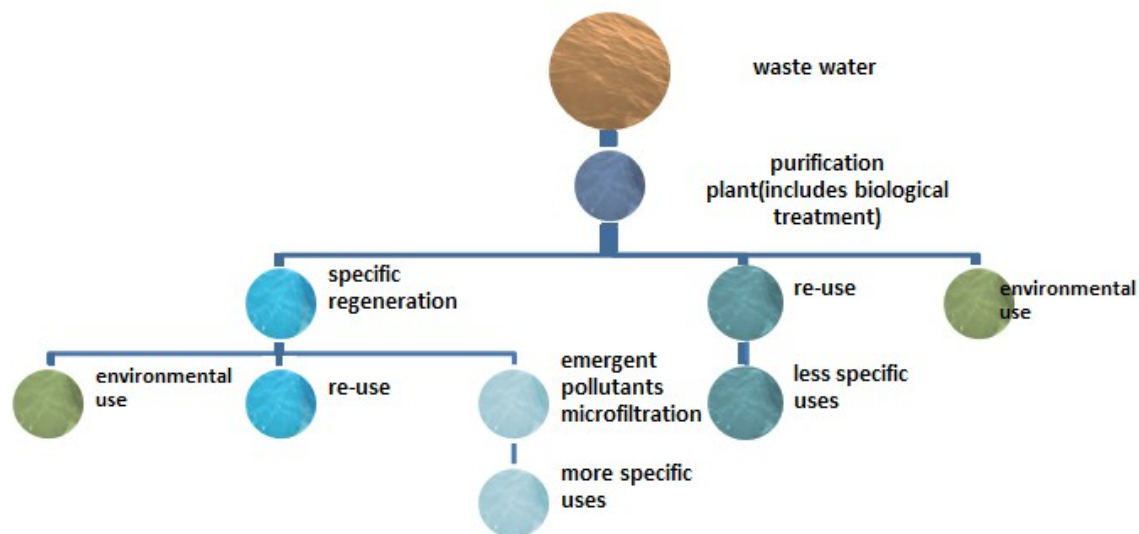 waste water
purification
plant(includes biological
treatment)
specific
regeneration
re-use
environmental
use
environmental
use
re-use
emergent
pollutants
microfiltration
less specific
uses
more specific
uses